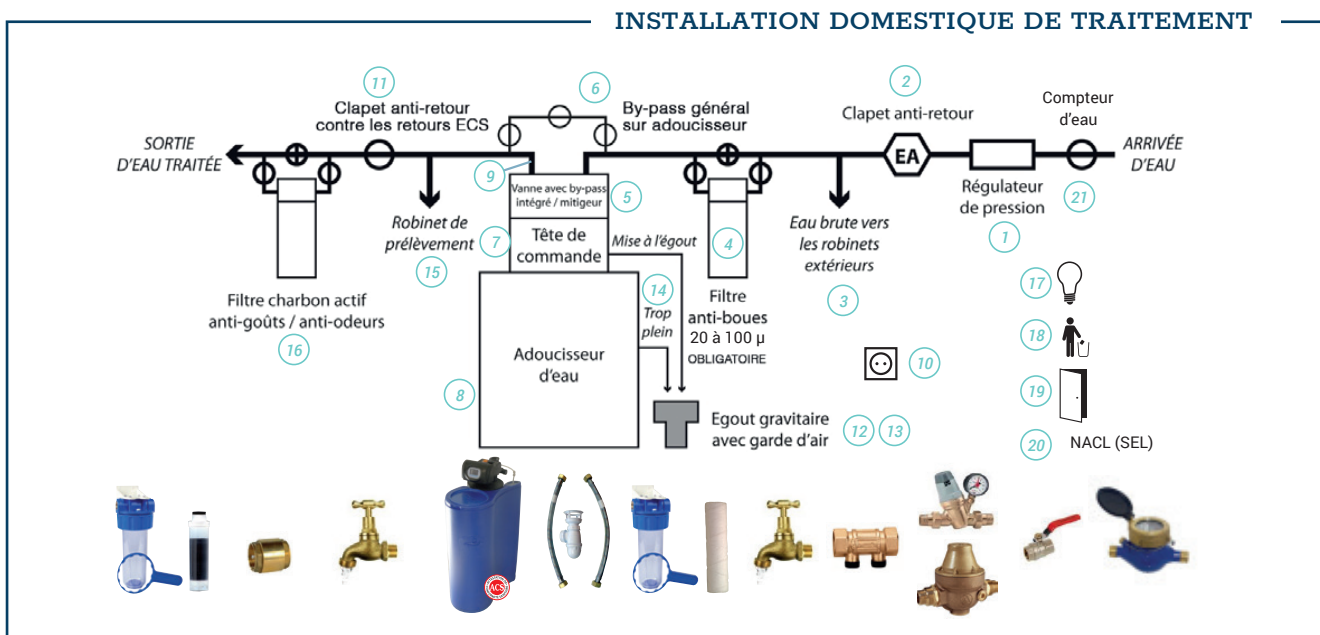 INSTALLATION DOMESTIQUE DE TRAITEMENT
11
Clapet anti-retour
contre les retours ECS
6
By-pass général
sur adoucisseur
2
Clapet anti-retour
Compteur
d'eau
SORTIE
D'EAU TRAITÉE
EA
ARRIVÉE
D'EAU
9
Vanne avec by-pass
intégré / mitigeur
5
Régulateur
de pression
21
1
Robinet de
prélèvement
15
7
Tête de
commande
Mise à l'égout
4
Eau brute vers
les robinets
extérieurs
3
Filtre charbon actif
anti-goûts / anti-odeurs
16
14
Trop
plein
Filtre
anti-boues
20 à 100 µ
OBLIGATOIRE
17
18
Adoucisseur
d'eau
8
10
19
Egout gravitaire
avec garde d'air
12
13
20
NACL (SEL)
ACS